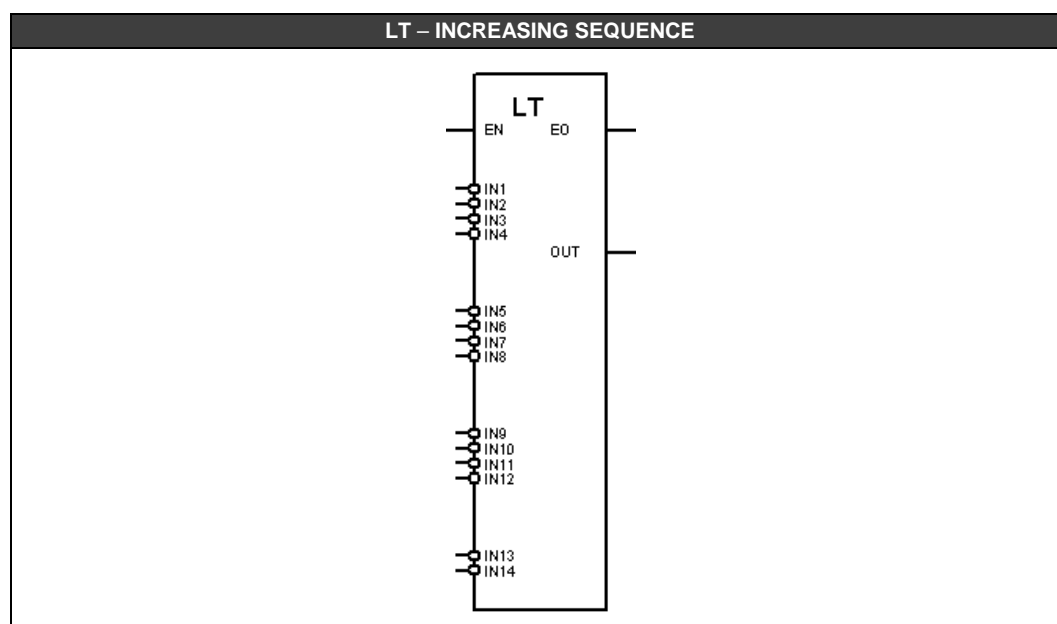 LT – INCREASING SEQUENCE
LT
EN EO
IN1
IN2
IN3
IN4
OUT
IN5
IN6
IN7
IN8
IN9
IN10
IN11
IN12
IN13
IN14